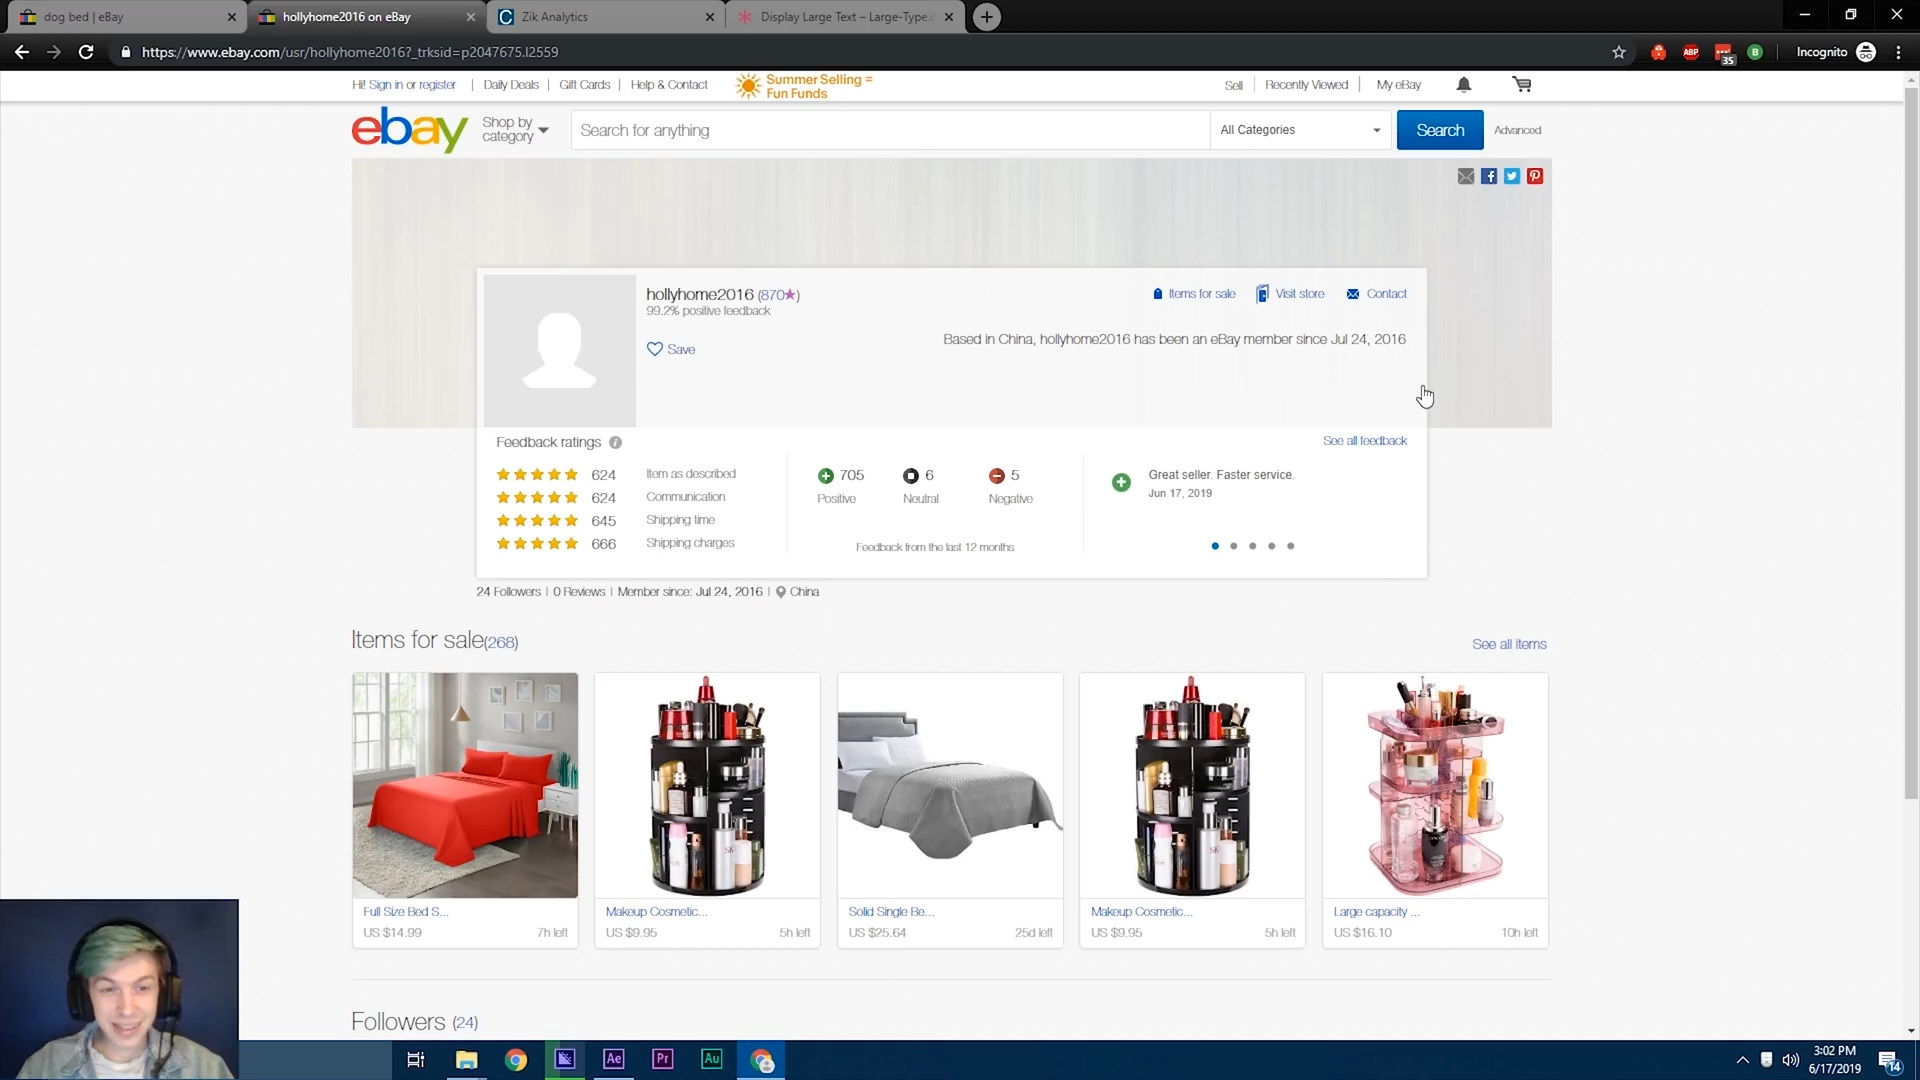 dog bed | eBay
hollyhome2016 on eBay
Zik Analytics
Display Large Text – Large-Type.c
https://www.ebay.com/usr/hollyhome2016?_trksid=p2047675.l2559
ABP
35
B
Incognito
Hi! Sign in or register
Daily Deals
Gift Cards
Help & Contact
Summer Selling =
Fun Funds
Sell
Recently Viewed
My eBay
ebay
Shop by
category
Search for anything
All Categories
Search
Advanced
hollyhome2016 (870★)
99.2% positive feedback
Save
Items for sale
Visit store
Contact
Based in China, hollyhome2016 has been an eBay member since Jul 24, 2016
Feedback ratings
See all feedback
624 Item as described
624 Communication
645 Shipping time
666 Shipping charges
705
Positive
6
Neutral
5
Negative
Feedback from the last 12 months
Great seller. Faster service.
Jun 17, 2019
24 Followers | 0 Reviews | Member since: Jul 24, 2016 | China
Items for sale(268)
See all items
Full Size Bed S...
US $14.99 7h left
Makeup Cosmetic...
US $9.95 5h left
Solid Single Be...
US $25.64 25d left
Makeup Cosmetic...
US $9.95 5h left
Large capacity ...
US $16.10 10h left
Followers (24)
Ae
Pr
Au
3:02 PM
6/17/2019
14